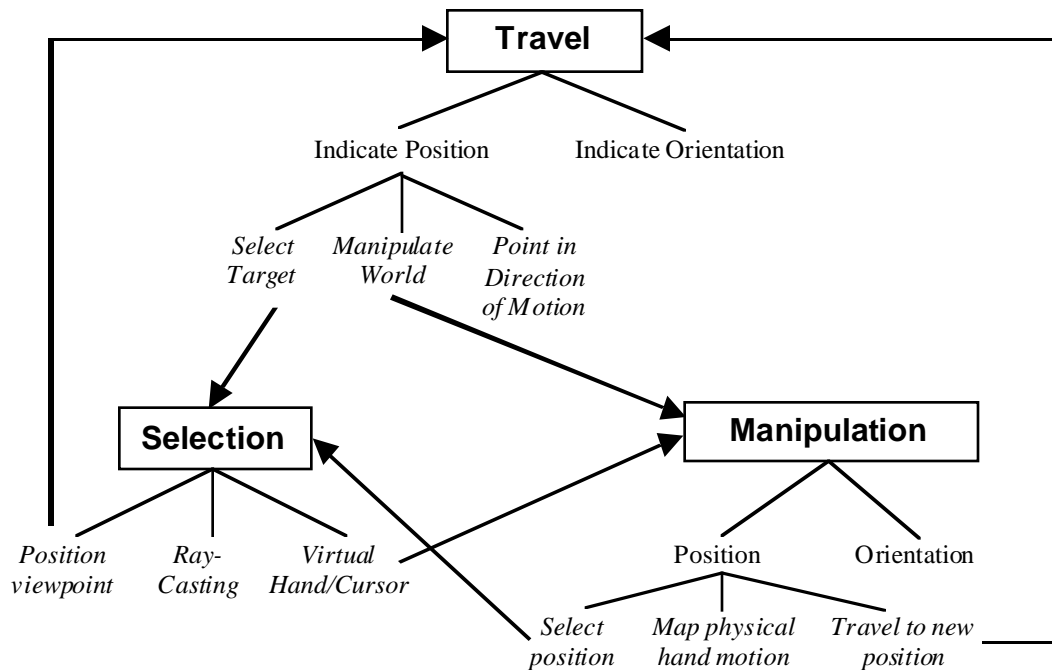 Travel
Indicate Position
Indicate Orientation
Select
Target
Manipulate
World
Point in
Direction
of Motion
Selection
Manipulation
Position
viewpoint
Ray-
Casting
Virtual
Hand/Cursor
Position
Orientation
Select
position
Map physical
hand motion
Travel to new
position